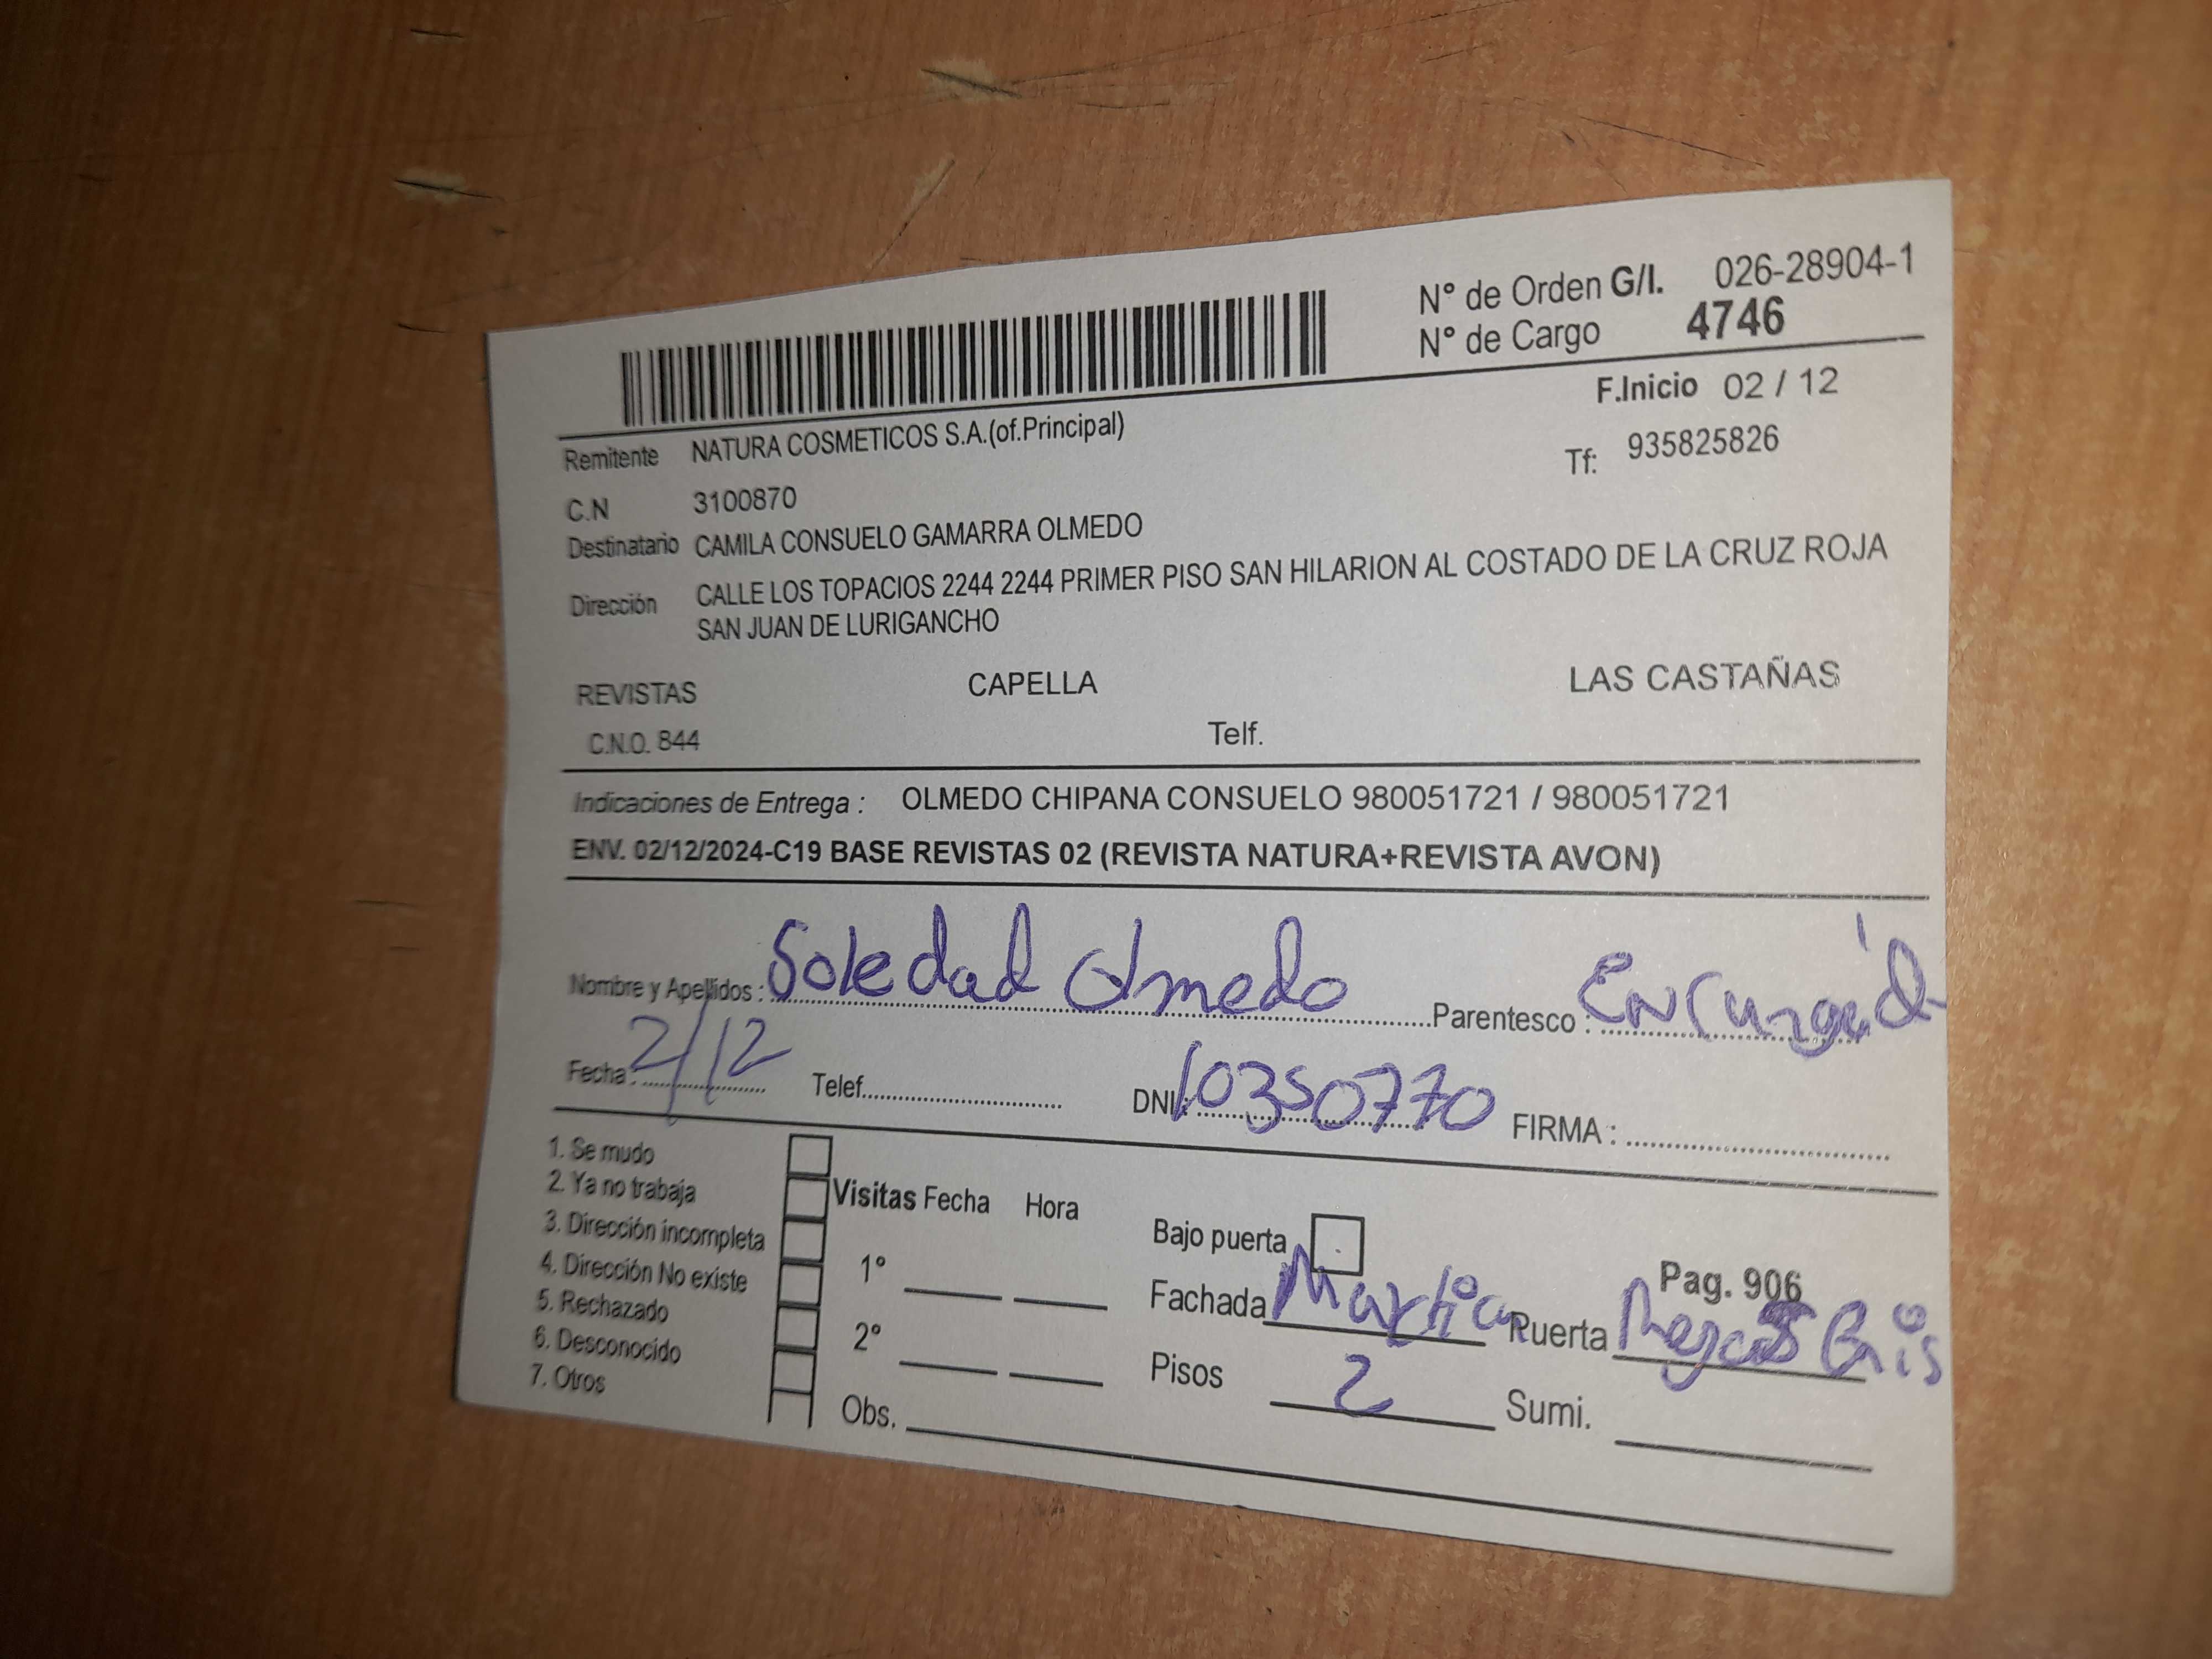 N° de Orden G/I. 026-28904-1
N° de Cargo 4746
F.Inicio 02 / 12
Remitente NATURA COSMETICOS S.A.(of.Principal)
Tf: 935825826
C.N 3100870
Destinatario CAMILA CONSUELO GAMARRA OLMEDO
Dirección CALLE LOS TOPACIOS 2244 2244 PRIMER PISO SAN HILARION AL COSTADO DE LA CRUZ ROJA
SAN JUAN DE LURIGANCHO
REVISTAS CAPELLA LAS CASTAÑAS
C.N.O. 844 Telf.
Indicaciones de Entrega : OLMEDO CHIPANA CONSUELO 980051721 / 980051721
ENV. 02/12/2024-C19 BASE REVISTAS 02 (REVISTA NATURA+REVISTA AVON)
Nombre y Apellidos : Soledad Olmedo Parentesco :
Fecha : 2/12 Telef. DNI : 10350770 FIRMA :
1. Se mudo
2. Ya no trabaja
3. Dirección incompleta
4. Dirección No existe
5. Rechazado
6. Desconocido
7. Otros
Visitas Fecha Hora
1°
2°
Obs.
Bajo puerta
Pag. 906
Fachada Puerta
Pisos 2 Sumi.